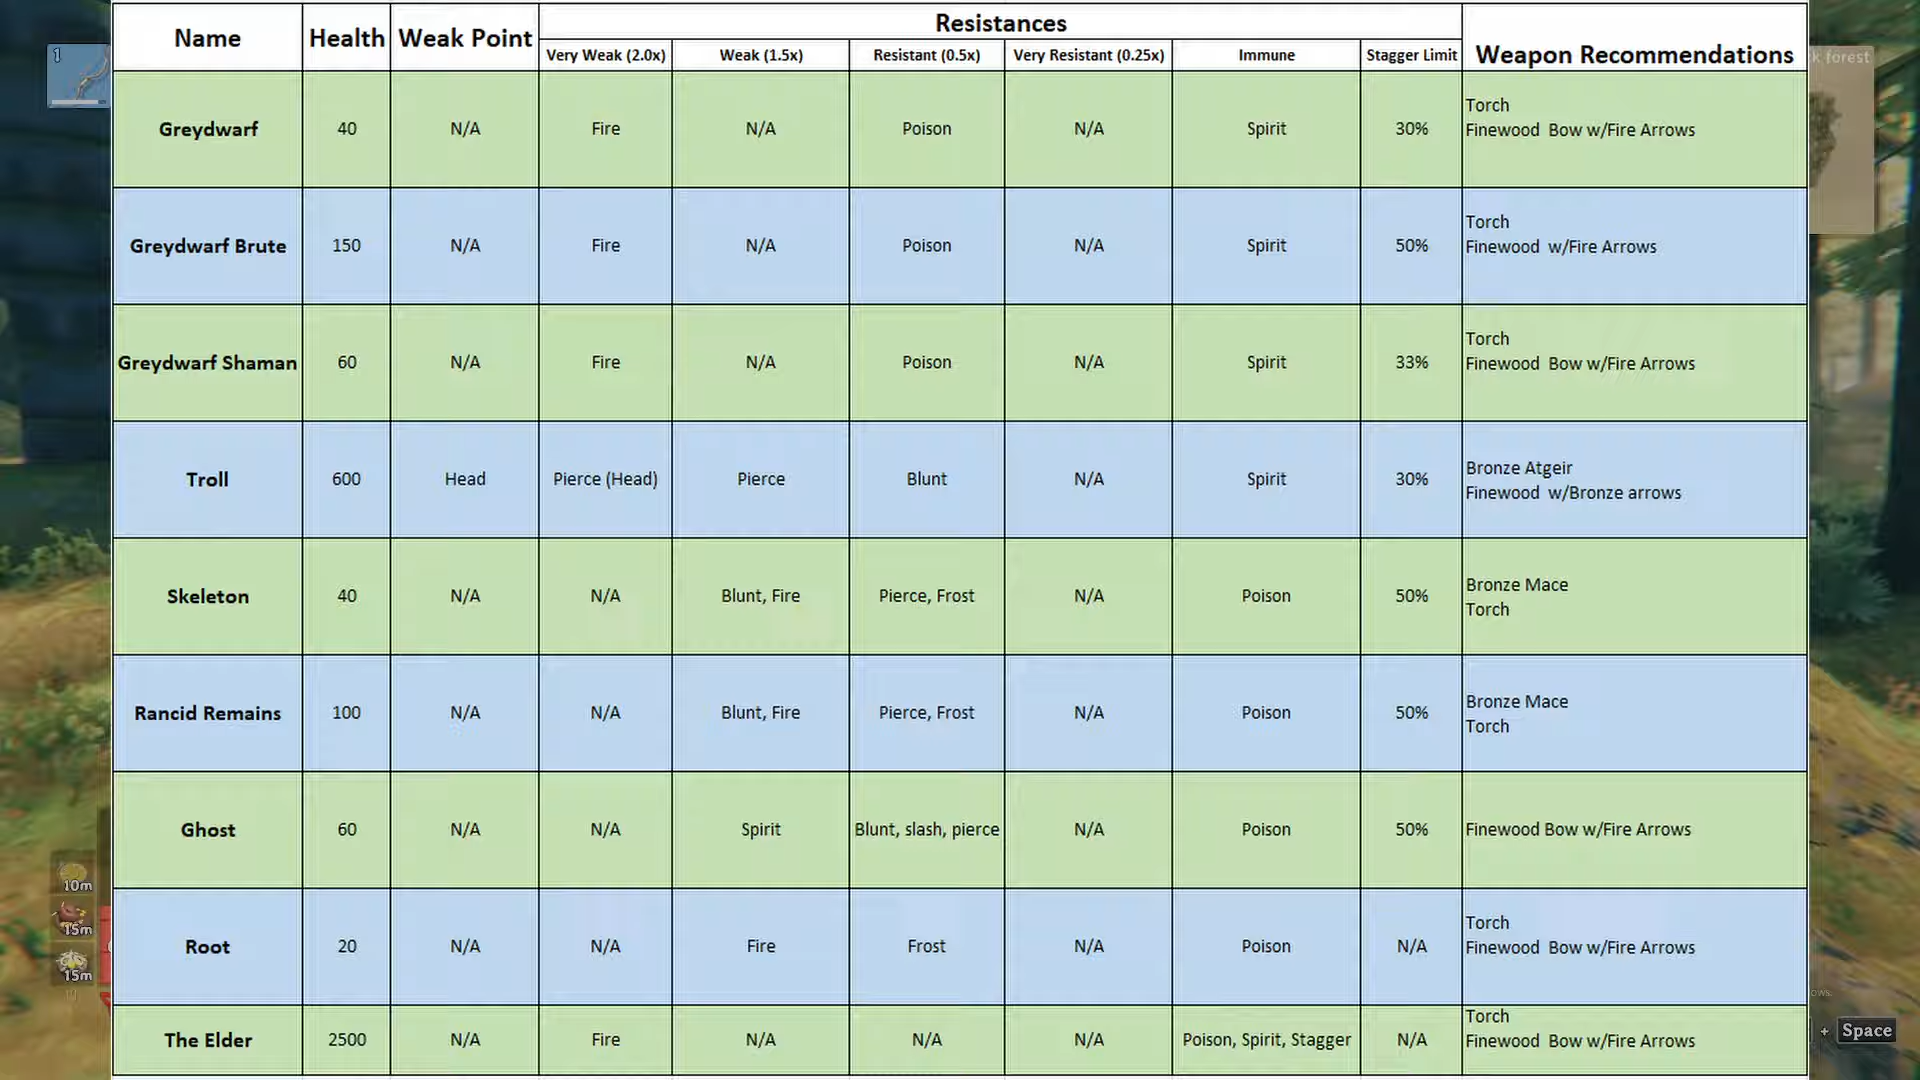 Name Health Weak Point Resistances Weapon Recommendations
Very Weak (2.0x) Weak (1.5x) Resistant (0.5x) Very Resistant (0.25x) Immune Stagger Limit
1
k forest
Greydwarf 40 N/A Fire N/A Poison N/A Spirit 30% Torch
Finewood Bow w/Fire Arrows
Greydwarf Brute 150 N/A Fire N/A Poison N/A Spirit 50% Torch
Finewood w/Fire Arrows
Greydwarf Shaman 60 N/A Fire N/A Poison N/A Spirit 33% Torch
Finewood Bow w/Fire Arrows
Troll 600 Head Pierce (Head) Pierce Blunt N/A Spirit 30% Bronze Atgeir
Finewood w/Bronze arrows
Skeleton 40 N/A N/A Blunt, Fire Pierce, Frost N/A Poison 50% Bronze Mace
Torch
Rancid Remains 100 N/A N/A Blunt, Fire Pierce, Frost N/A Poison 50% Bronze Mace
Torch
Ghost 60 N/A N/A Spirit Blunt, slash, pierce N/A Poison 50% Finewood Bow w/Fire Arrows
10m
15m
15m
Root 20 N/A N/A Fire Frost N/A Poison N/A Torch
Finewood Bow w/Fire Arrows
The Elder 2500 N/A Fire N/A N/A N/A Poison, Spirit, Stagger N/A Torch
Finewood Bow w/Fire Arrows
+ Space